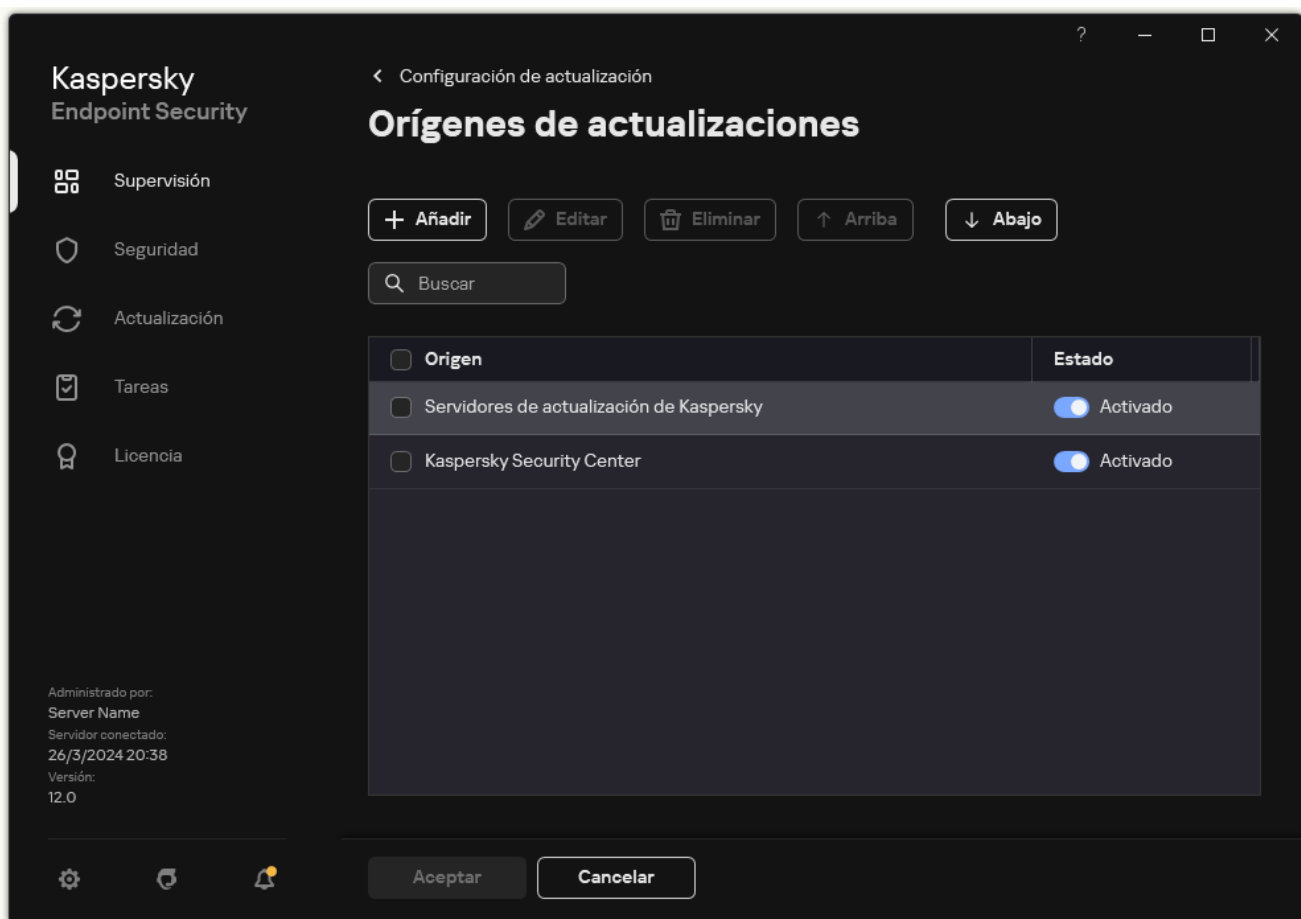 ?
Kaspersky
Endpoint Security
Configuración de actualización
Orígenes de actualizaciones
Supervisión
Seguridad
Actualización
Tareas
Licencia
Añadir Editar Eliminar Arriba Abajo
Buscar
Origen Estado
Servidores de actualización de Kaspersky Activado
Kaspersky Security Center Activado
Administrado por:
Server Name
Servidor conectado:
26/3/2024 20:38
Versión:
12.0
Aceptar Cancelar